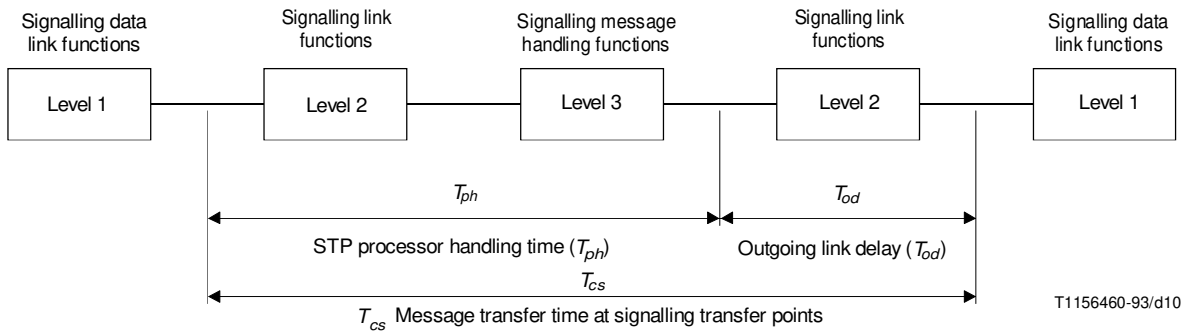 Signalling data
link functions
Signalling link
functions
Signalling message
handling functions
Signalling link
functions
Signalling data
link functions
Level 1
Level 2
Level 3
Level 2
Level 1
Tph
Tod
STP processor handling time (Tph)
Outgoing link delay (Tod)
Tcs
Tcs Message transfer time at signalling transfer points
T1156460-93/d10